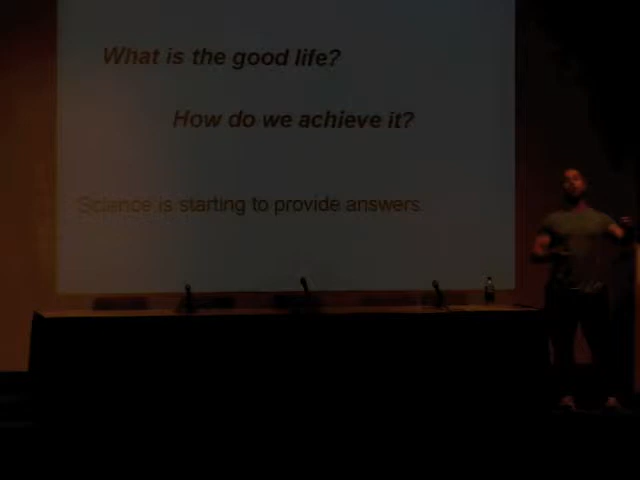 What is the good life?
How do we achieve it?
Science is starting to provide answers